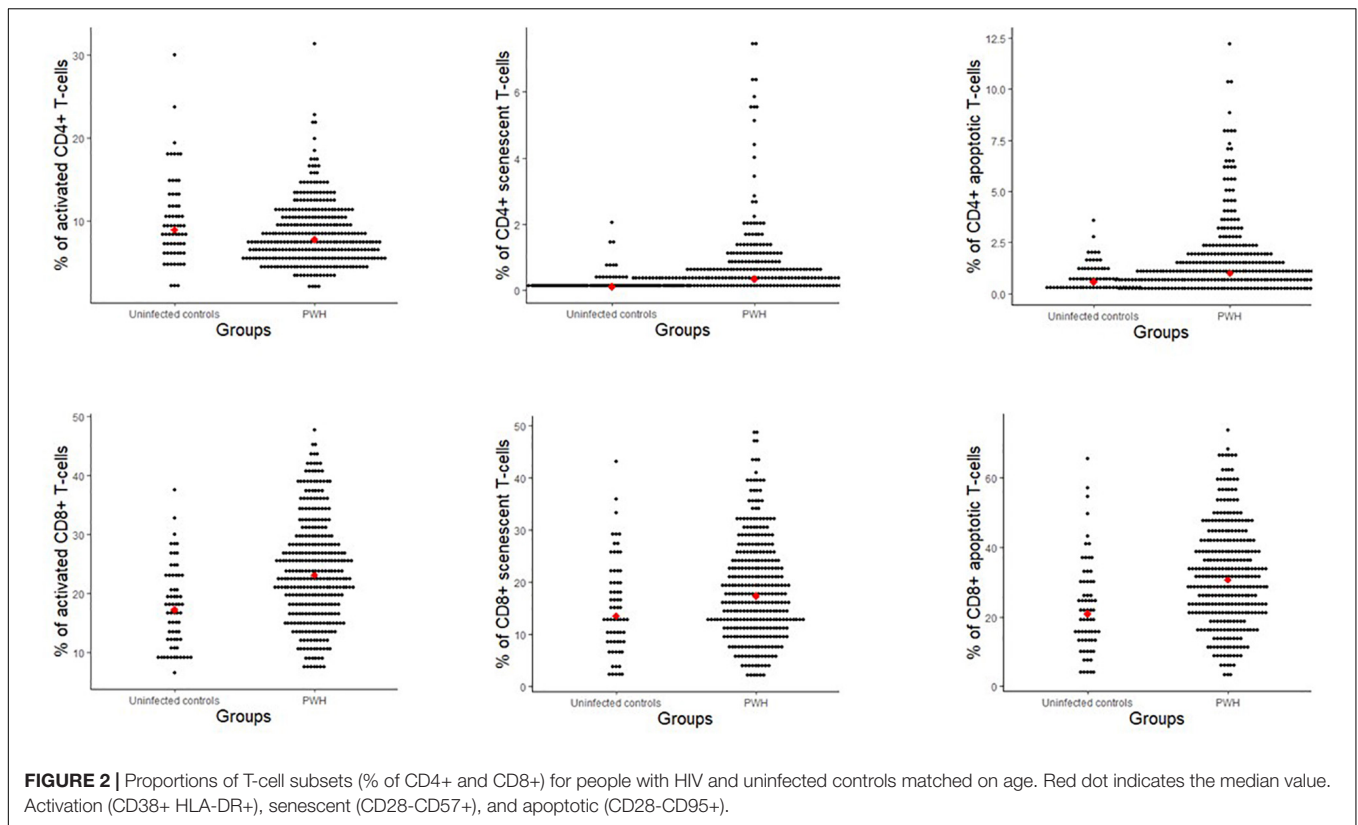 % of activated CD4+ T-cells
30
20
10
Uninfected controls PWH
Groups
% of CD4+ senescent T-cells
6
4
2
0
Uninfected controls PWH
Groups
% of CD4+ apoptotic T-cells
12.5
10.0
7.5
5.0
2.5
0.0
Uninfected controls PWH
Groups
% of activated CD8+ T-cells
50
40
30
20
10
Uninfected controls PWH
Groups
% of CD8+ scenescent T-cells
50
40
30
20
10
0
Uninfected controls PWH
Groups
% of CD8+ apoptotic T-cells
60
40
20
0
Uninfected controls PWH
Groups
FIGURE 2 | Proportions of T-cell subsets (% of CD4+ and CD8+) for people with HIV and uninfected controls matched on age. Red dot indicates the median value.
Activation (CD38+ HLA-DR+), senescent (CD28-CD57+), and apoptotic (CD28-CD95+).